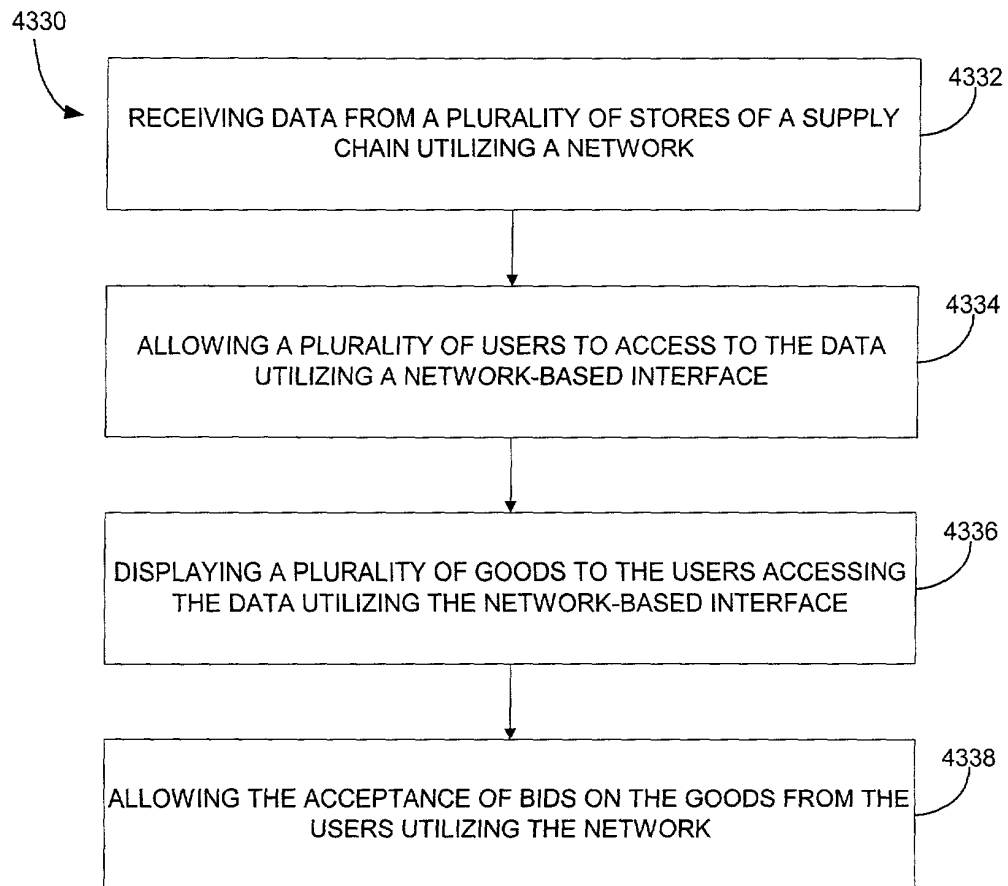 4330
4332
RECEIVING DATA FROM A PLURALITY OF STORES OF A SUPPLY
CHAIN UTILIZING A NETWORK
4334
ALLOWING A PLURALITY OF USERS TO ACCESS TO THE DATA
UTILIZING A NETWORK-BASED INTERFACE
4336
DISPLAYING A PLURALITY OF GOODS TO THE USERS ACCESSING
THE DATA UTILIZING THE NETWORK-BASED INTERFACE
4338
ALLOWING THE ACCEPTANCE OF BIDS ON THE GOODS FROM THE
USERS UTILIZING THE NETWORK